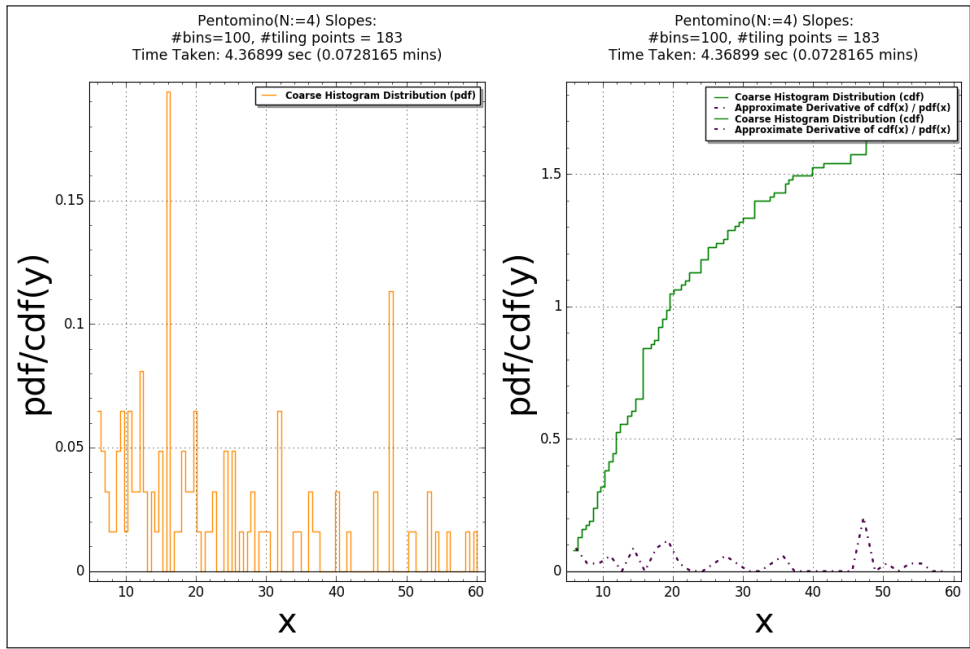 Pentomino(N:=4) Slopes:
#bins=100, #tiling points = 183
Time Taken: 4.36899 sec (0.0728165 mins)
Coarse Histogram Distribution (pdf)
pdf/cdf(y)
0.15
0.1
0.05
0
10 20 30 40 50 60
x
Pentomino(N:=4) Slopes:
#bins=100, #tiling points = 183
Time Taken: 4.36899 sec (0.0728165 mins)
Coarse Histogram Distribution (cdf)
Approximate Derivative of cdf(x) / pdf(x)
Coarse Histogram Distribution (cdf)
Approximate Derivative of cdf(x) / pdf(x)
pdf/cdf(y)
1.5
1
0.5
0
10 20 30 40 50 60
x